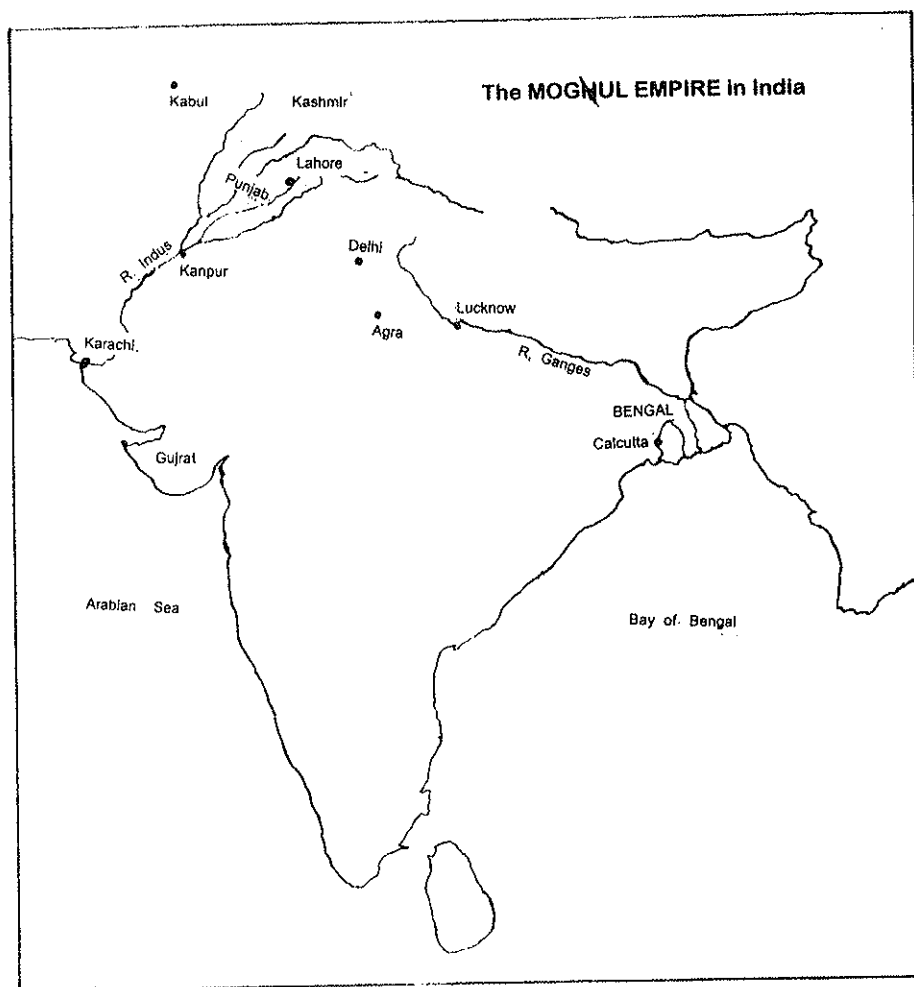 The MOGHUL EMPIRE in India
Kabul
Kashmir
Lahore
Punjab
R. Indus
Kanpur
Delhi
Lucknow
Agra
R. Ganges
Karachi
BENGAL
Calcutta
Gujrat
Arabian Sea
Bay of Bengal